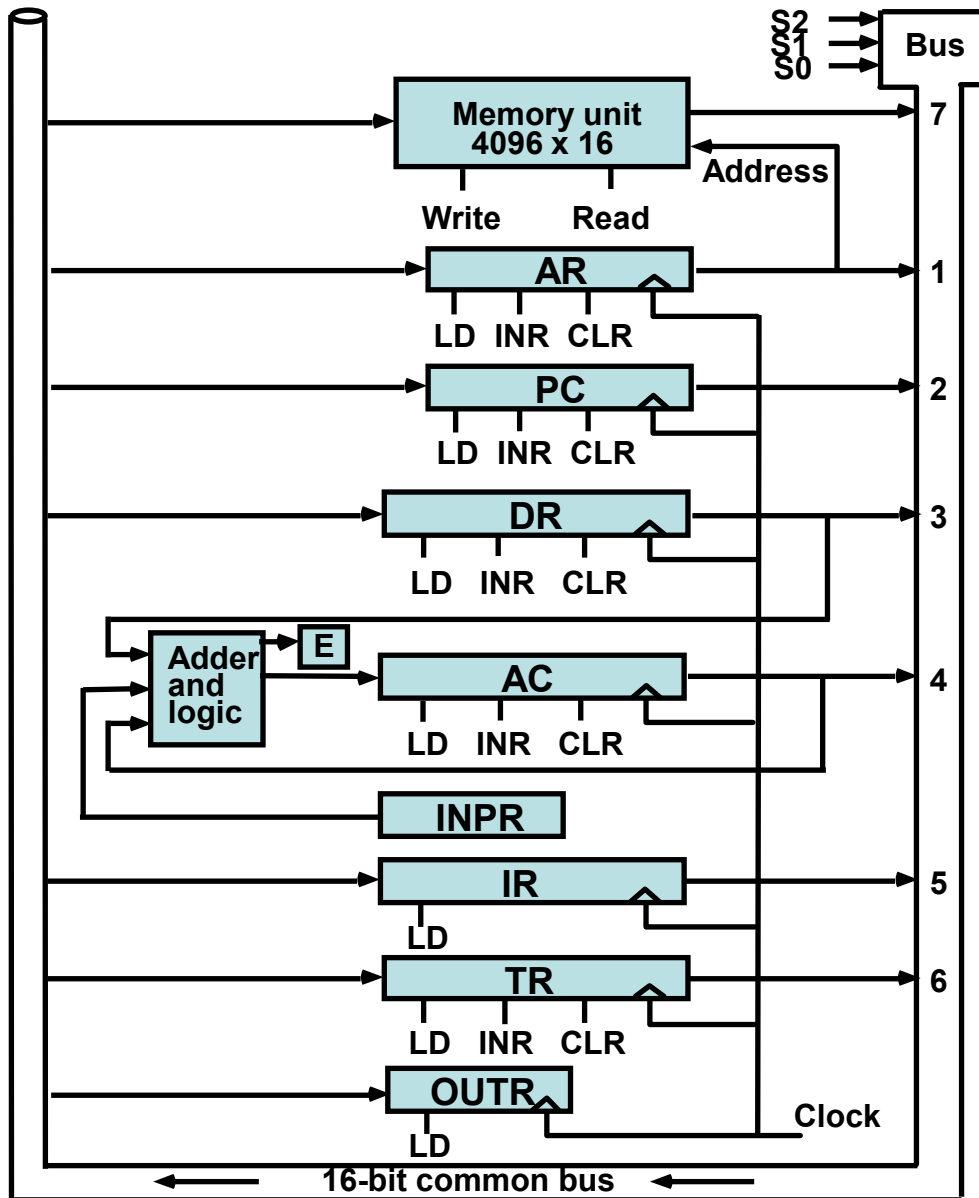 S2
S1
S0
Bus
Memory unit
4096 x 16
7
Address
Write Read
AR
1
LD INR CLR
PC
2
LD INR CLR
DR
3
LD INR CLR
Adder
and
logic
E
AC
4
LD INR CLR
INPR
IR
5
LD
TR
6
LD INR CLR
OUTR
LD
Clock
16-bit common bus